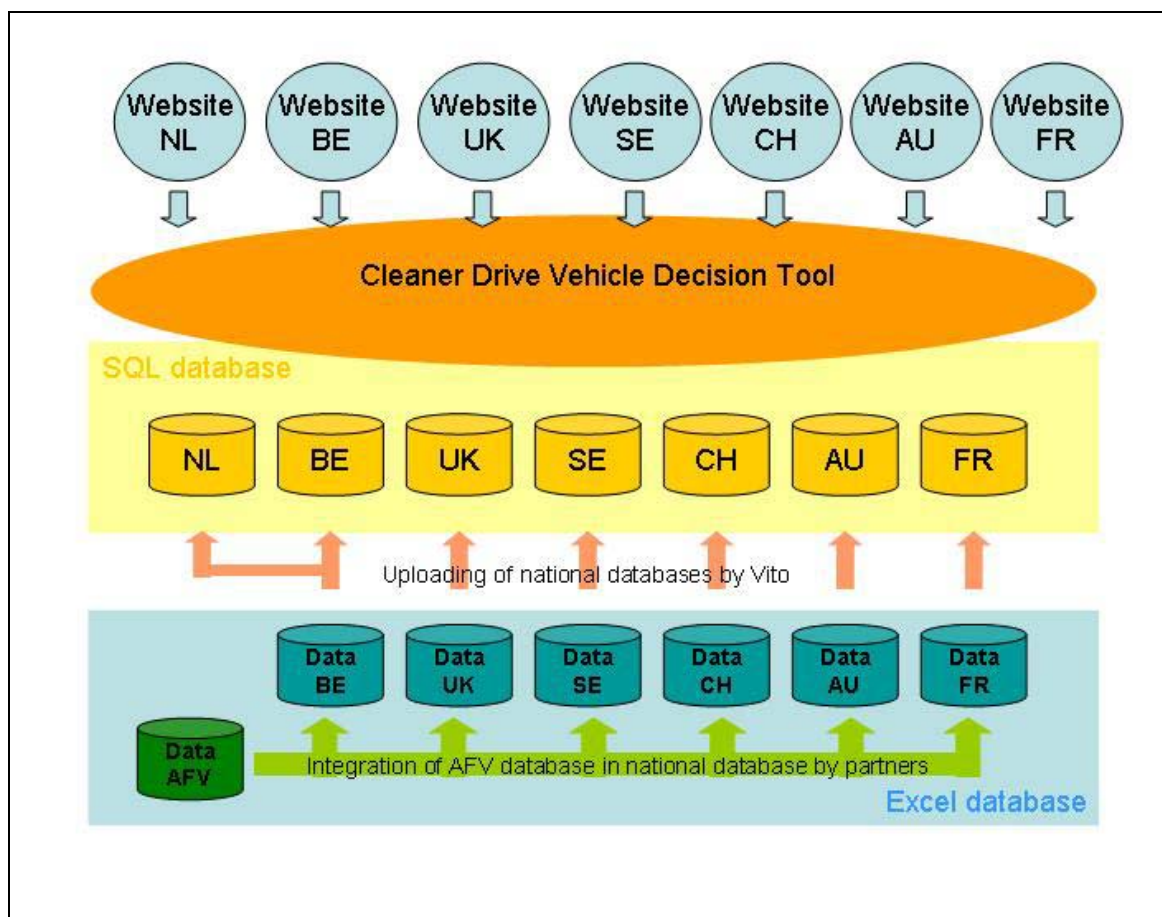 Website
NL
Website
BE
Website
UK
Website
SE
Website
CH
Website
AU
Website
FR
Cleaner Drive Vehicle Decision Tool
SQL database
NL
BE
UK
SE
CH
AU
FR
Uploading of national databases by Vito
Data
BE
Data
UK
Data
SE
Data
CH
Data
AU
Data
FR
Data
AFV
Integration of AFV database in national database by partners
Excel database